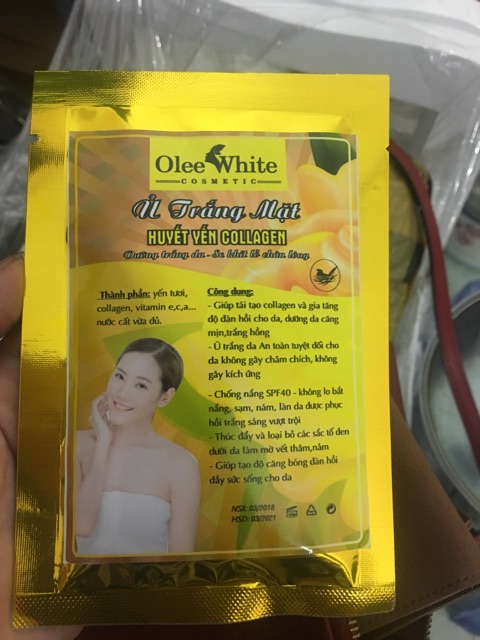 Olee White
COSMETIC
Ủ Trắng Mặt
HUYẾT YẾN COLLAGEN
Dưỡng trắng da - Se khít lỗ chân lông
Thành phần: yến tươi,
collagen, vitamin e,c,a...
nước cất vừa đủ.
Công dụng:
- Giúp tái tạo collagen và gia tăng
độ đàn hồi cho da, dưỡng da căng
mịn,trắng hồng
- Ủ trắng da An toàn tuyệt đối cho
da không gây châm chích, không
gây kích ứng
- Chống nắng SPF40 - không lo bắt
nắng, sạm, nám, làn da được phục
hồi trắng sáng vượt trội
- Thúc đẩy và loại bỏ các sắc tố đen
dưới da làm mờ vết thâm,nám
- Giúp tạo độ căng bóng đàn hồi
đầy sức sống cho da
NSX: 03/2018
HSD: 03/2021